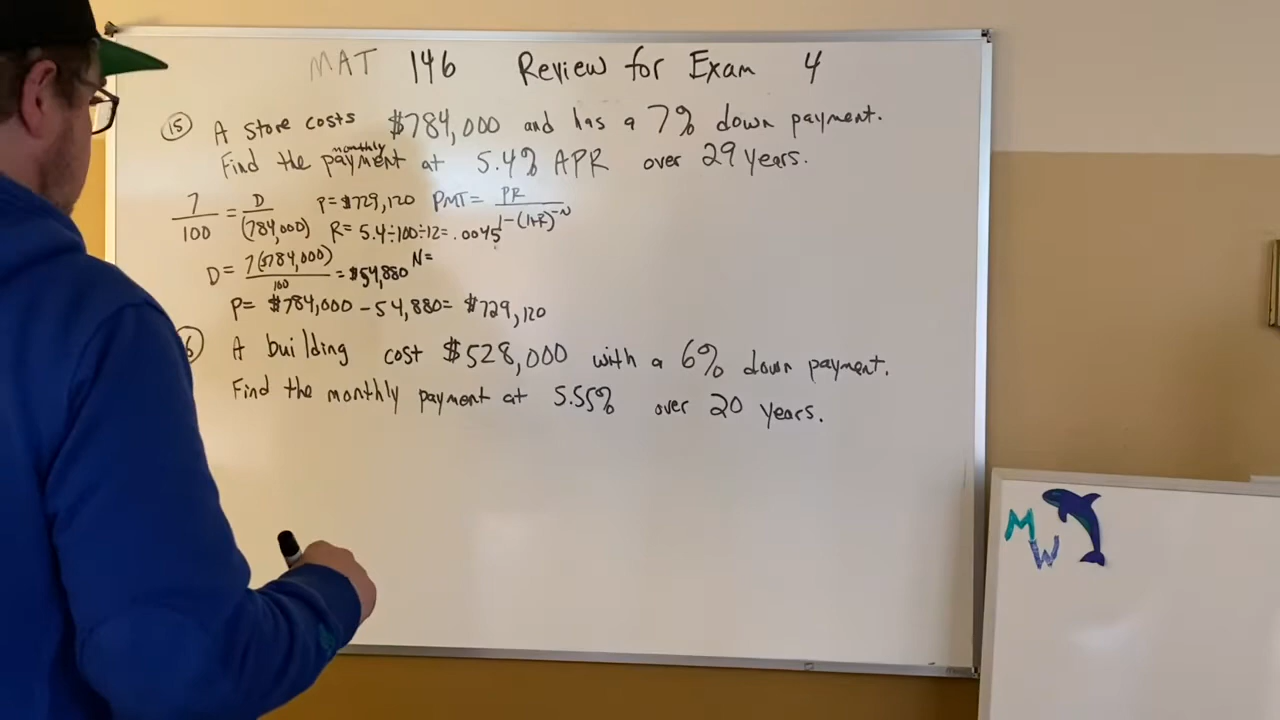 MAT 146 Review for Exam 4
15 A store costs $784,000 and has a 7% down payment.
Find the monthly payment at 5.4% APR over 29 years.
7/100 = D/(784,000) P=$729,120 PMT= PR/1-(1+R)^-N
R= 5.4÷100÷12= .0045
D= 7(784,000)/100 = $54,880 N=
P= $784,000 - 54,880= $729,120
6 A building cost $528,000 with a 6% down payment.
Find the monthly payment at 5.55% over 20 years.
M
W